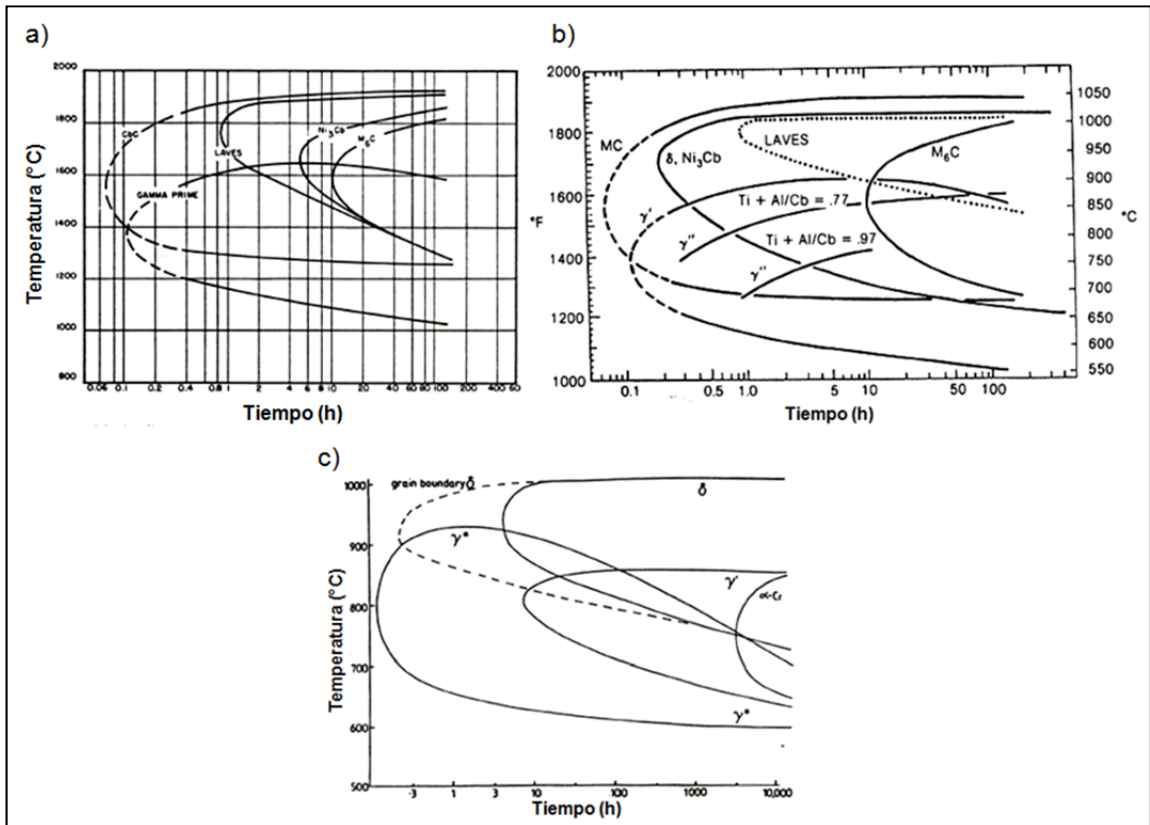 a)
Temperatura (°C)
2000
1800
1600
1400
1200
1000
800
CbC
LAVES
Ni₃Cb
M₆C
GAMMA PRIME
0.06 0.1 0.2 0.4 0.8 1 2 4 6 8 10 20 40 60 80 100 200 400 60
Tiempo (h)
b)
°F
2000
1800
1600
1400
1200
1000
MC
δ, Ni₃Cb
LAVES
M₆C
γ'
γ''
Ti + Al/Cb = .77
Ti + Al/Cb = .97
γ''
1050
1000
950
900
850
800
750
700
650
600
550
°C
0.1 0.5 1.0 5 10 50 100
Tiempo (h)
c)
Temperatura (°C)
1000
900
800
700
600
500
grain boundary δ
δ
γ"
γ'
α-Cr
γ"
·3 1 3 10 100 1000 10,000
Tiempo (h)